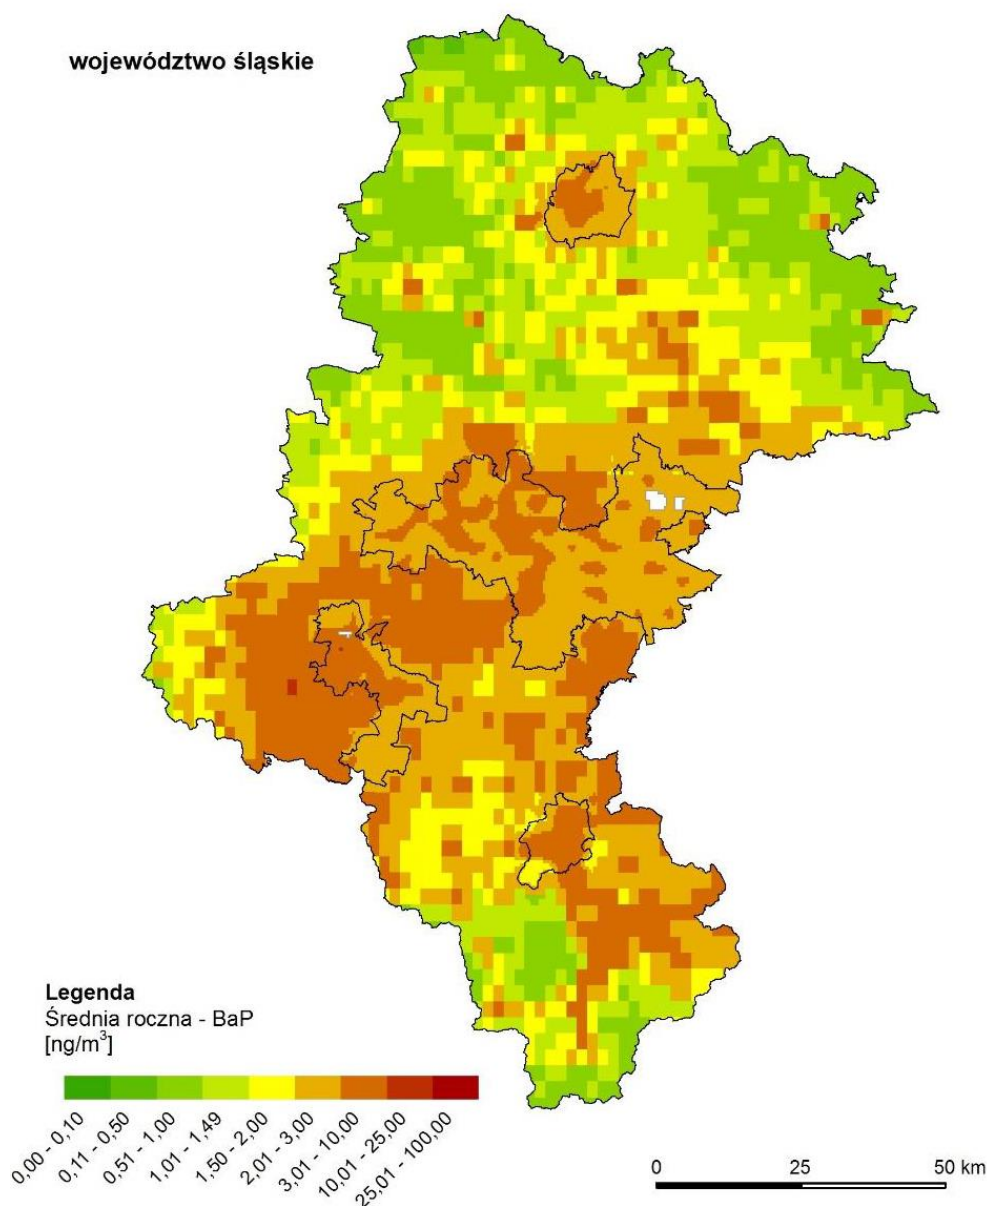 województwo śląskie
Legenda
Średnia roczna - BaP
[ng/m³]
0,00 - 0,10
0,11 - 0,50
0,51 - 1,00
1,01 - 1,49
1,50 - 2,00
2,01 - 3,00
3,01 - 10,00
10,01 - 25,00
25,01 - 100,00
0 25 50 km